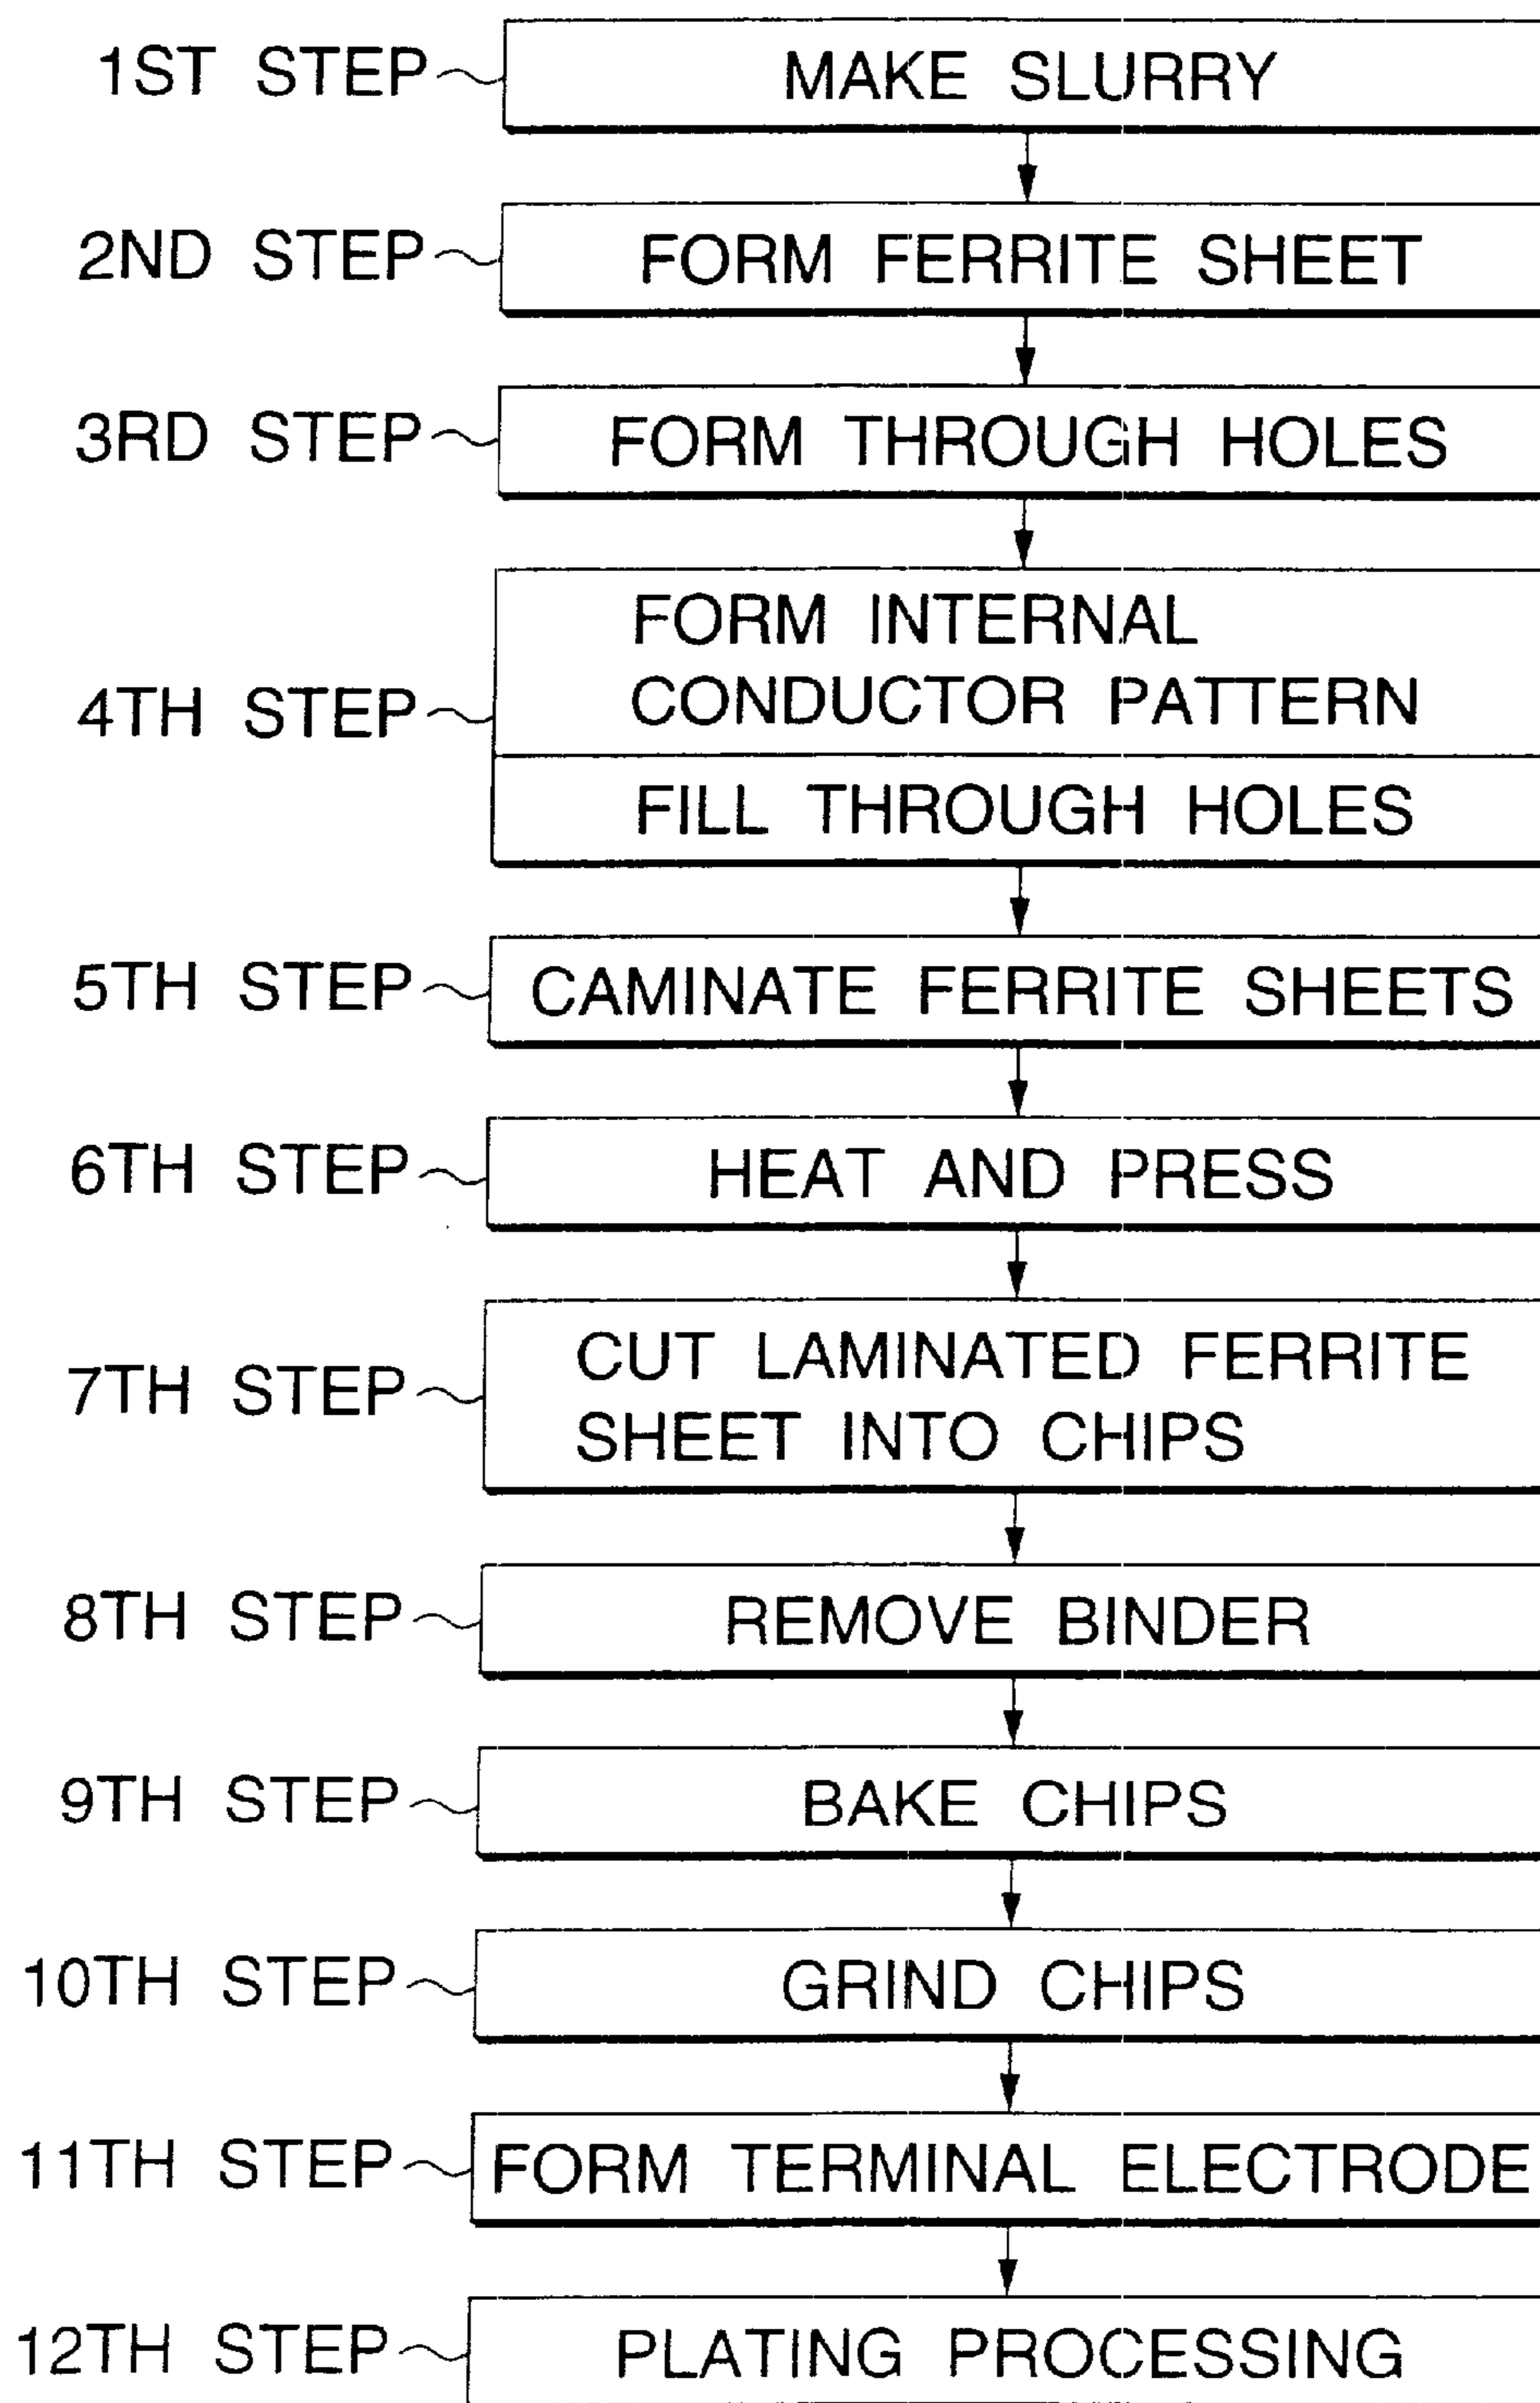 1ST STEP MAKE SLURRY
2ND STEP FORM FERRITE SHEET
3RD STEP FORM THROUGH HOLES
FORM INTERNAL
4TH STEP CONDUCTOR PATTERN
FILL THROUGH HOLES
5TH STEP CAMINATE FERRITE SHEETS
6TH STEP HEAT AND PRESS
7TH STEP CUT LAMINATED FERRITE
SHEET INTO CHIPS
8TH STEP REMOVE BINDER
9TH STEP BAKE CHIPS
10TH STEP GRIND CHIPS
11TH STEP FORM TERMINAL ELECTRODE
12TH STEP PLATING PROCESSING